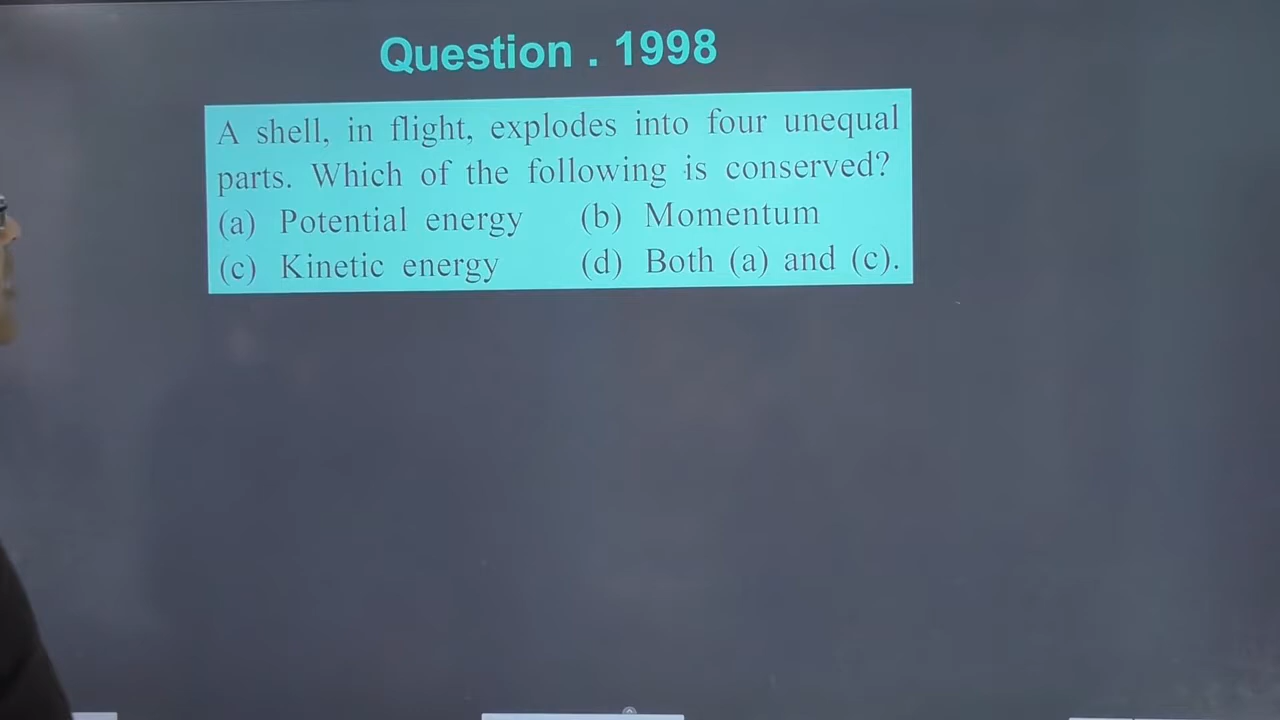 Question . 1998
A shell, in flight, explodes into four unequal
parts. Which of the following is conserved?
(a) Potential energy (b) Momentum
(c) Kinetic energy (d) Both (a) and (c).